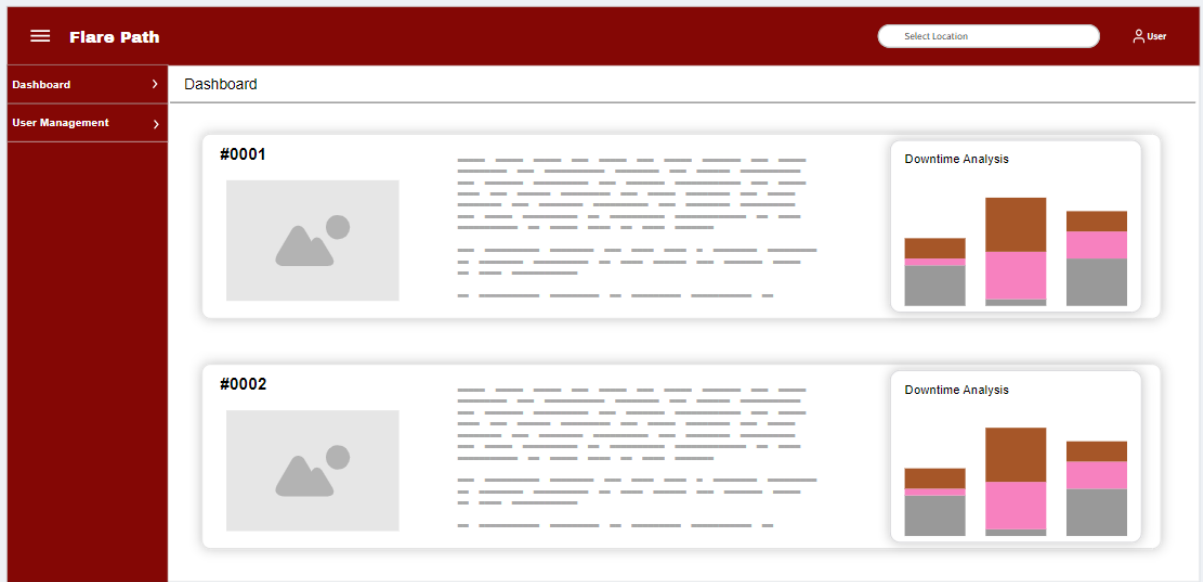 Flare Path
Select Location
User
Dashboard
User Management
Dashboard
#0001
Downtime Analysis
#0002
Downtime Analysis